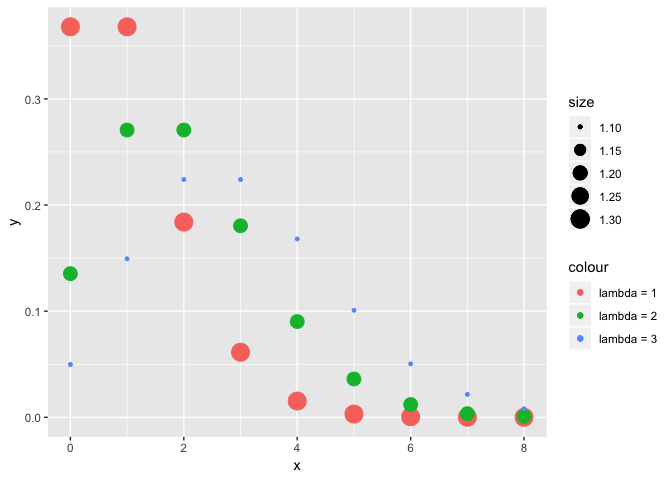 0.3
0.2
0.1
0.0
y
0 2 4 6 8
x
size
1.10
1.15
1.20
1.25
1.30
colour
lambda = 1
lambda = 2
lambda = 3